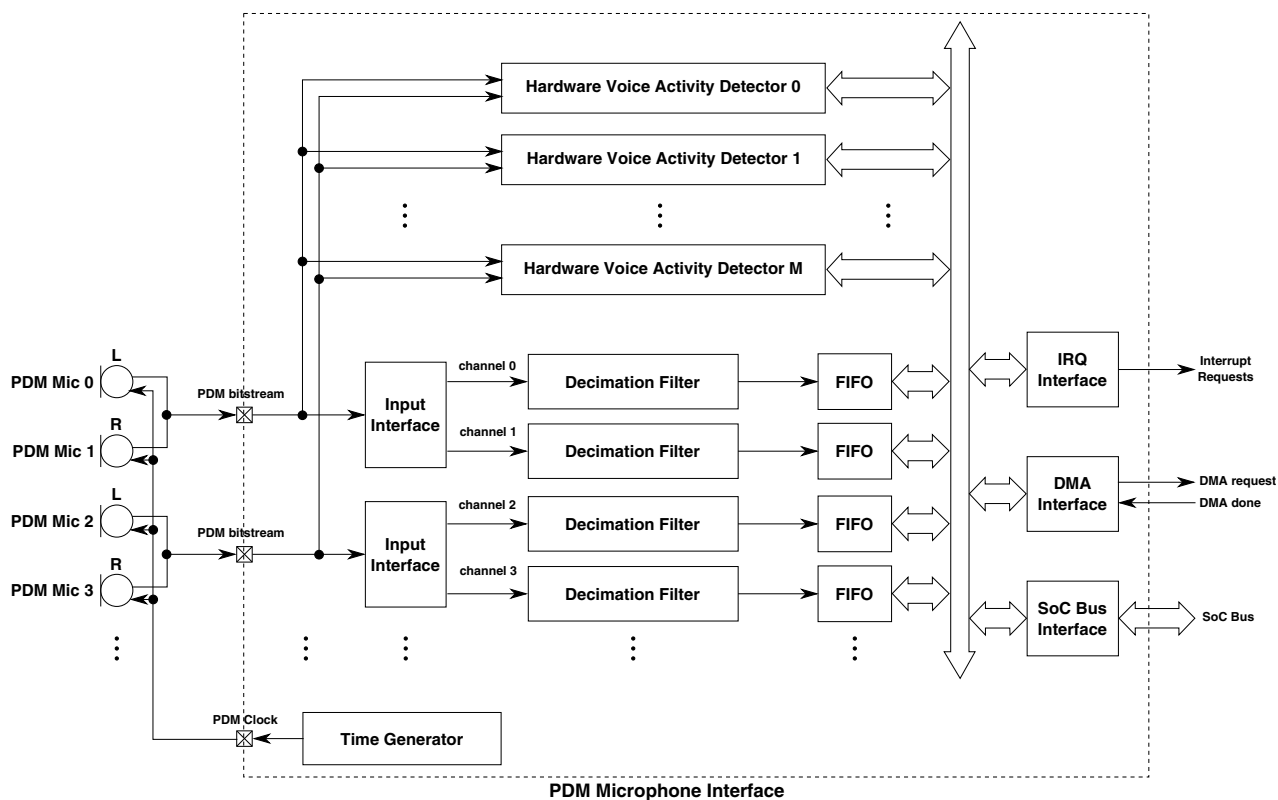 Hardware Voice Activity Detector 0
Hardware Voice Activity Detector 1
Hardware Voice Activity Detector M
L
PDM Mic 0
R
PDM Mic 1
L
PDM Mic 2
R
PDM Mic 3
PDM bitstream
PDM bitstream
PDM Clock
Input
Interface
Input
Interface
channel 0
channel 1
channel 2
channel 3
Decimation Filter
Decimation Filter
Decimation Filter
Decimation Filter
FIFO
FIFO
FIFO
FIFO
IRQ
Interface
Interrupt
Requests
DMA
Interface
DMA request
DMA done
SoC Bus
Interface
SoC Bus
Time Generator
PDM Microphone Interface